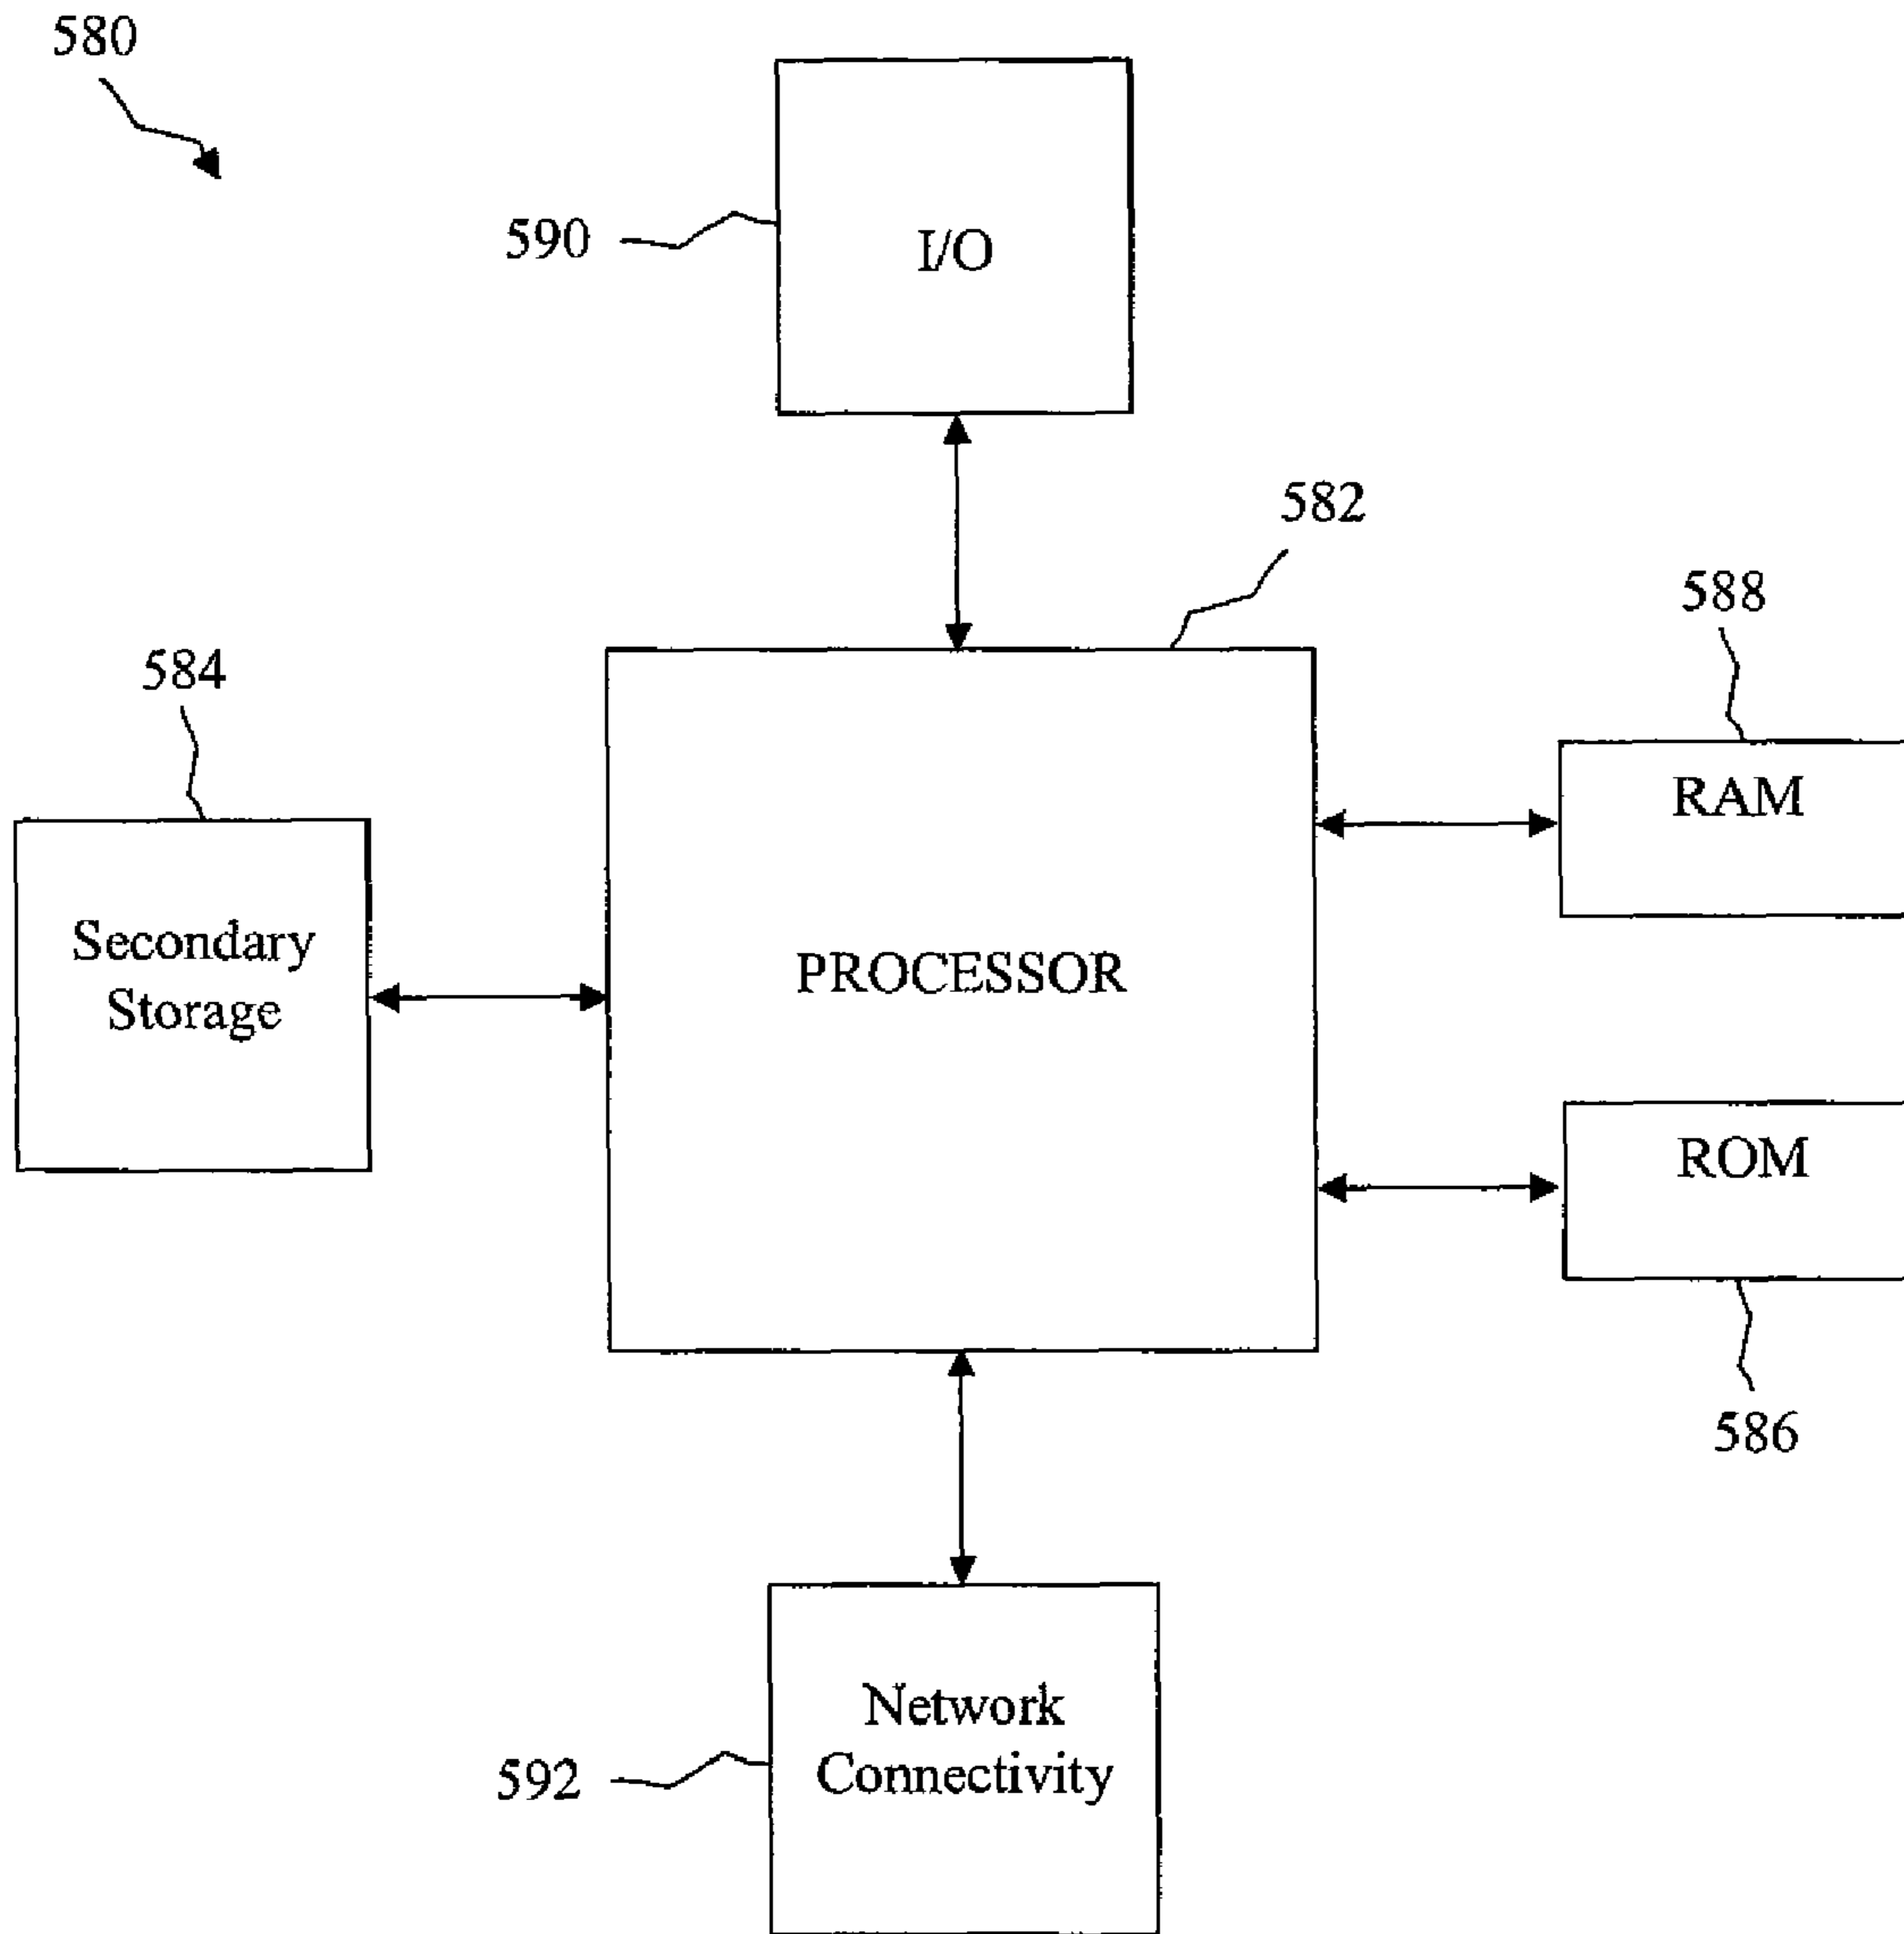 580
590
I/O
582
588
584
RAM
Secondary
Storage
PROCESSOR
ROM
586
Network
Connectivity
592